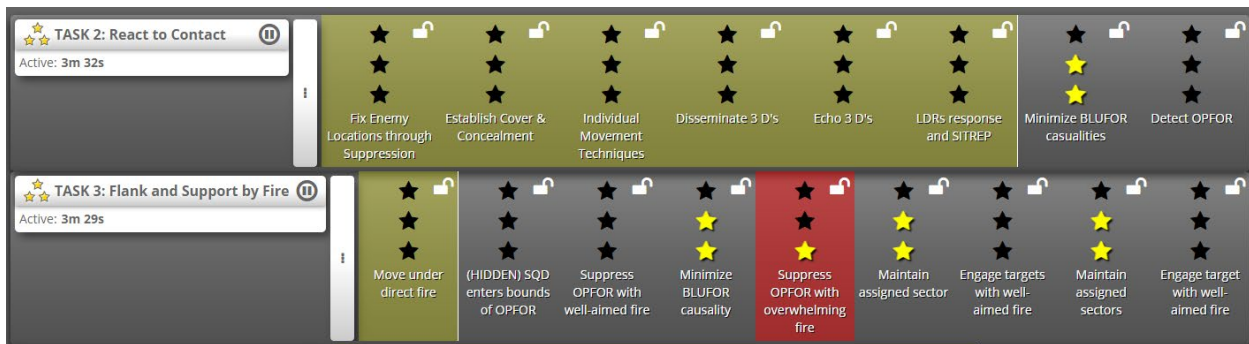 TASK 2: React to Contact
Active: 3m 32s
Fix Enemy
Locations through
Suppression
Establish Cover &
Concealment
Individual
Movement
Techniques
Disseminate 3 D's
Echo 3 D's
LDRs response
and SITREP
Minimize BLUFOR
casualities
Detect OPFOR
TASK 3: Flank and Support by Fire
Active: 3m 29s
Move under
direct fire
(HIDDEN) SQD
enters bounds
of OPFOR
Suppress
OPFOR with
well-aimed fire
Minimize
BLUFOR
causality
Suppress
OPFOR with
overwhelming
fire
Maintain
assigned sector
Engage targets
with well-
aimed fire
Maintain
assigned
sectors
Engage target
with well-
aimed fire